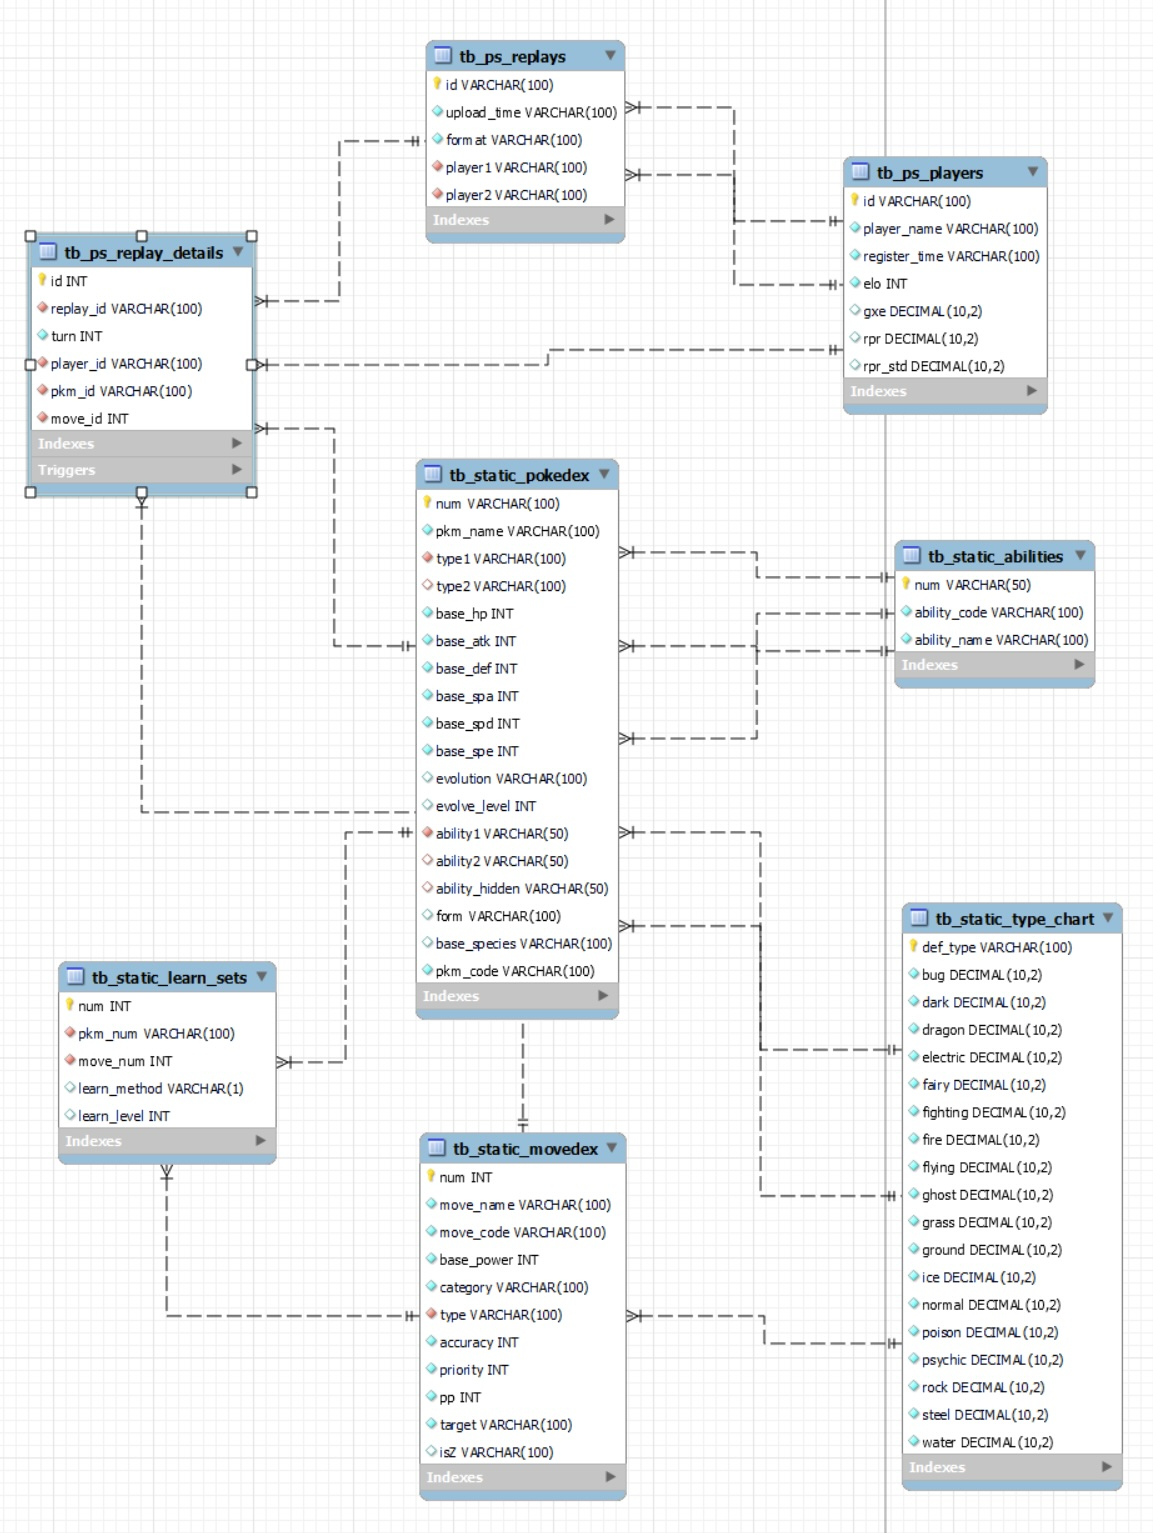 tb_ps_replays
id VARCHAR(100)
upload_time VARCHAR(100)
format VARCHAR(100)
player1 VARCHAR(100)
player2 VARCHAR(100)
Indexes
tb_ps_players
id VARCHAR(100)
player_name VARCHAR(100)
register_time VARCHAR(100)
elo INT
gxe DECIMAL(10,2)
rpr DECIMAL(10,2)
rpr_std DECIMAL(10,2)
Indexes
tb_ps_replay_details
id INT
replay_id VARCHAR(100)
turn INT
player_id VARCHAR(100)
pkm_id VARCHAR(100)
move_id INT
Indexes
Triggers
tb_static_pokedex
num VARCHAR(100)
pkm_name VARCHAR(100)
type1 VARCHAR(100)
type2 VARCHAR(100)
base_hp INT
base_atk INT
base_def INT
base_spa INT
base_spd INT
base_spe INT
evolution VARCHAR(100)
evolve_level INT
ability1 VARCHAR(50)
ability2 VARCHAR(50)
ability_hidden VARCHAR(50)
form VARCHAR(100)
base_species VARCHAR(100)
pkm_code VARCHAR(100)
Indexes
tb_static_abilities
num VARCHAR(50)
ability_code VARCHAR(100)
ability_name VARCHAR(100)
Indexes
tb_static_type_chart
def_type VARCHAR(100)
bug DECIMAL(10,2)
dark DECIMAL(10,2)
dragon DECIMAL(10,2)
electric DECIMAL(10,2)
fairy DECIMAL(10,2)
fighting DECIMAL(10,2)
fire DECIMAL(10,2)
flying DECIMAL(10,2)
ghost DECIMAL(10,2)
grass DECIMAL(10,2)
ground DECIMAL(10,2)
ice DECIMAL(10,2)
normal DECIMAL(10,2)
poison DECIMAL(10,2)
psychic DECIMAL(10,2)
rock DECIMAL(10,2)
steel DECIMAL(10,2)
water DECIMAL(10,2)
Indexes
tb_static_learn_sets
num INT
pkm_num VARCHAR(100)
move_num INT
learn_method VARCHAR(1)
learn_level INT
Indexes
tb_static_movedex
num INT
move_name VARCHAR(100)
move_code VARCHAR(100)
base_power INT
category VARCHAR(100)
type VARCHAR(100)
accuracy INT
priority INT
pp INT
target VARCHAR(100)
isZ VARCHAR(100)
Indexes